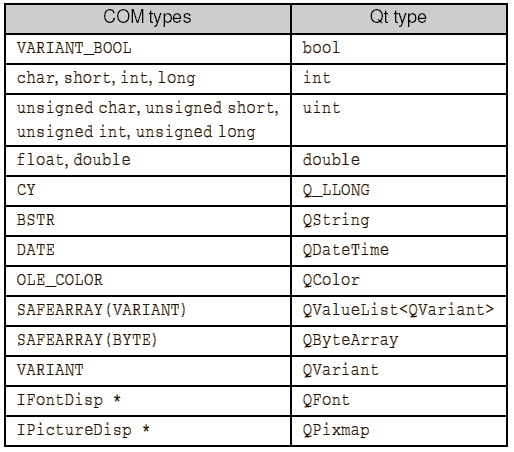 COM types Qt type
VARIANT_BOOL bool
char, short, int, long int
unsigned char, unsigned short, uint
unsigned int, unsigned long
float, double double
CY Q_LLONG
BSTR QString
DATE QDateTime
OLE_COLOR QColor
SAFEARRAY(VARIANT) QValueList<QVariant>
SAFEARRAY(BYTE) QByteArray
VARIANT QVariant
IFontDisp * QFont
IPictureDisp * QPixmap